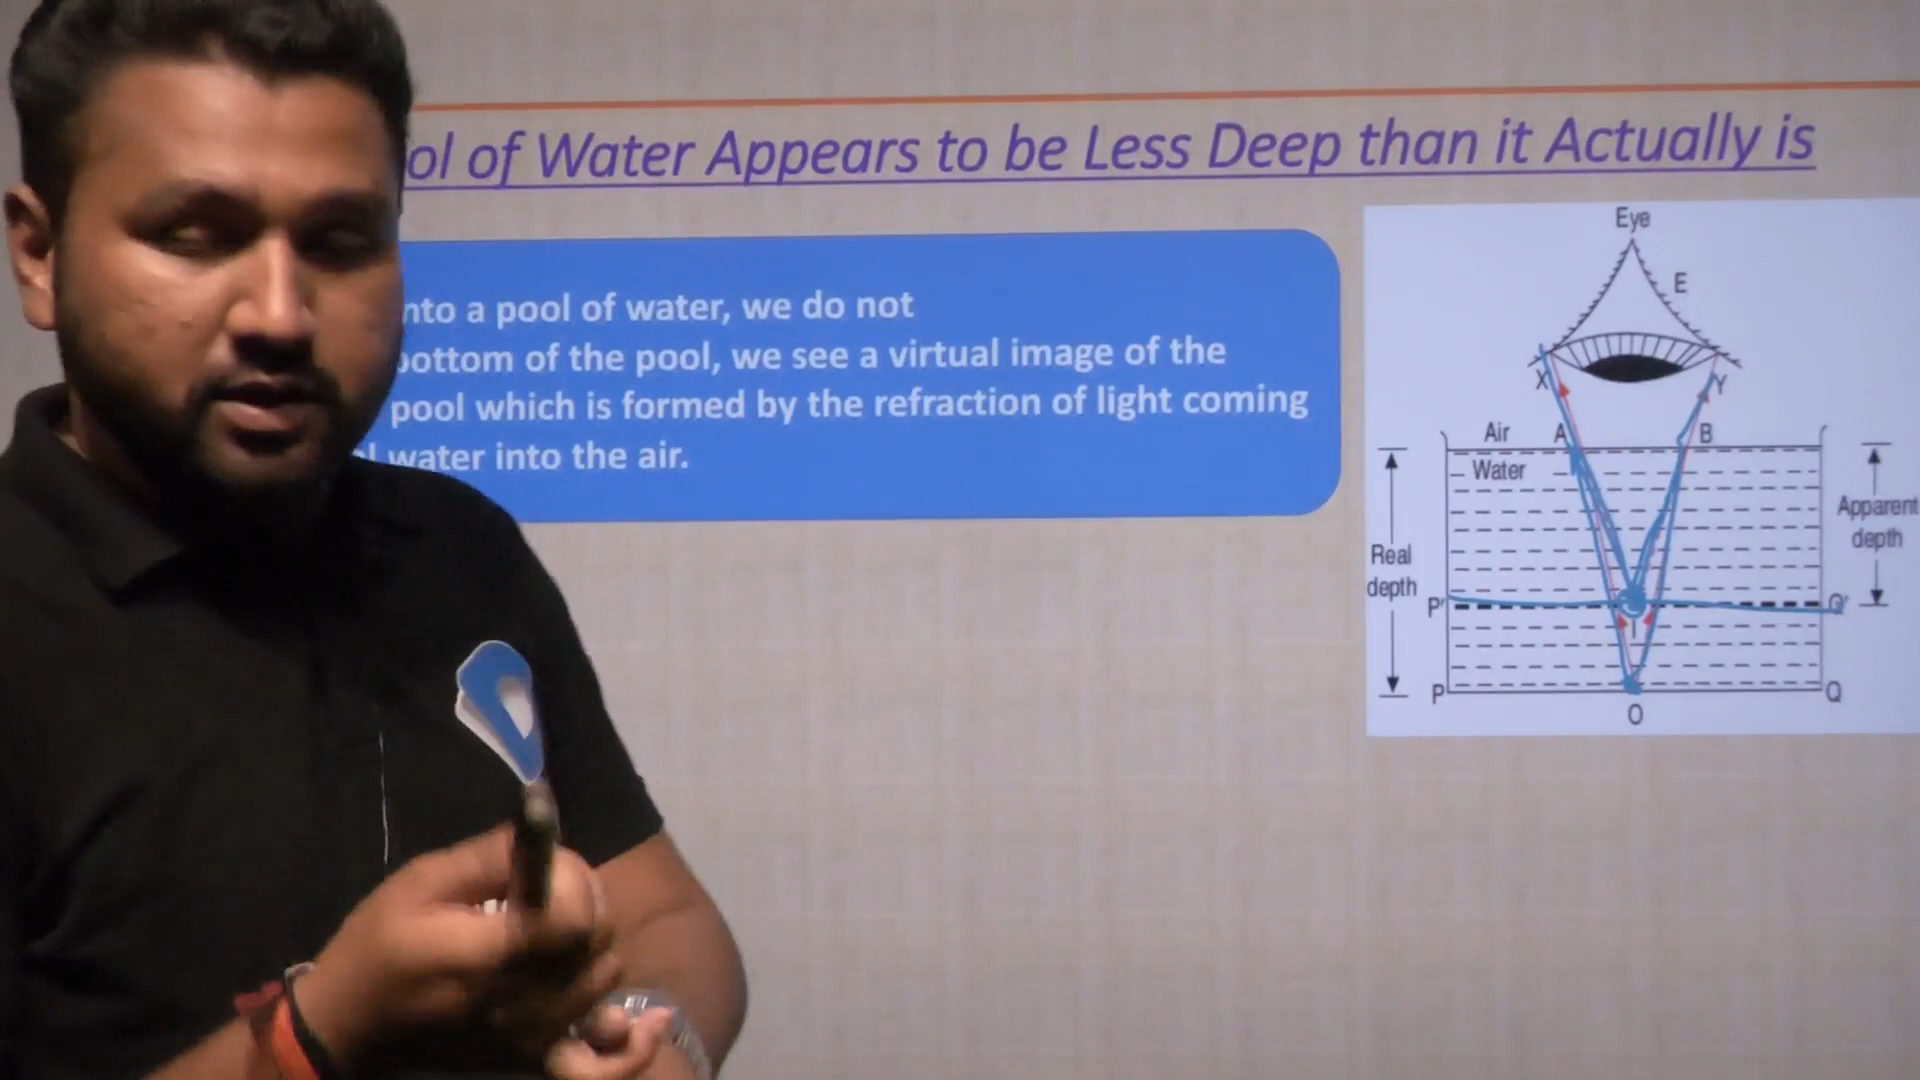 ol of Water Appears to be Less Deep than it Actually is
nto a pool of water, we do not
bottom of the pool, we see a virtual image of the
pool which is formed by the refraction of light coming
water into the air.
Eye
E
X
Y
Air
A
B
Water
Real
depth
Apparent
depth
P'
I
Q'
P
Q
O